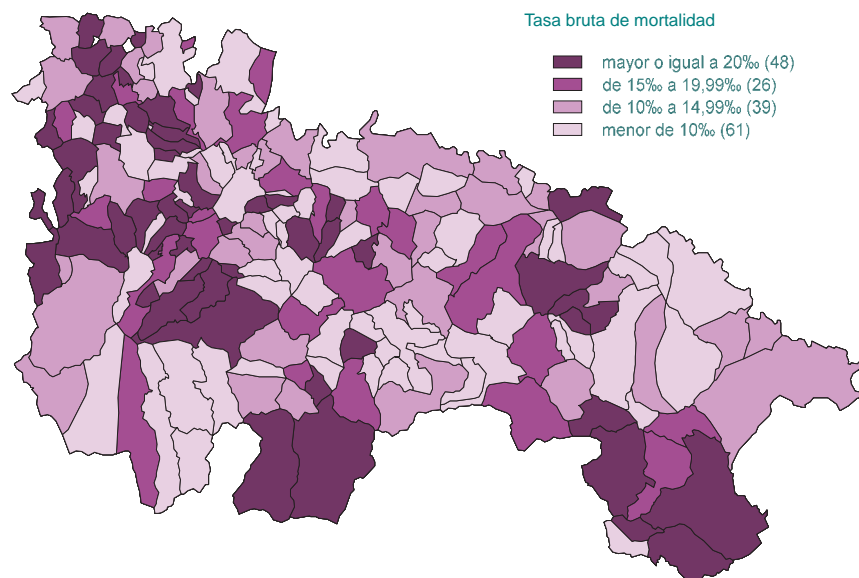 Tasa bruta de mortalidad
mayor o igual a 20‰ (48)
de 15‰ a 19,99‰ (26)
de 10‰ a 14,99‰ (39)
menor de 10‰ (61)